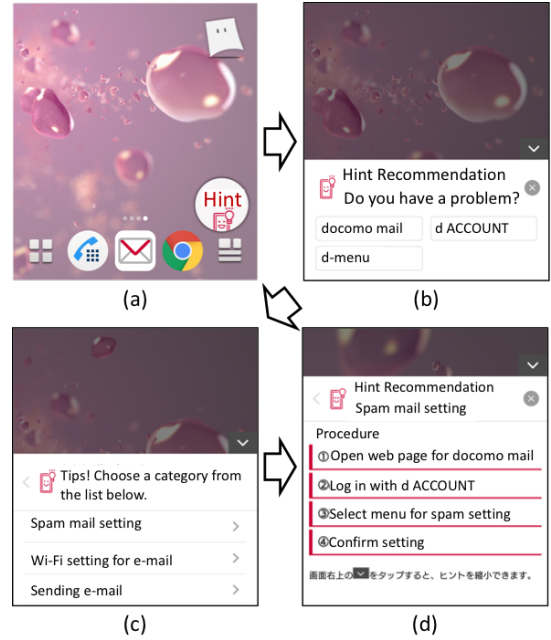 Hint
(a)
Hint Recommendation
Do you have a problem?
docomo mail
d ACCOUNT
d-menu
(b)
Tips! Choose a category from
the list below.
Spam mail setting
Wi-Fi setting for e-mail
Sending e-mail
(c)
Hint Recommendation
Spam mail setting
Procedure
①Open web page for docomo mail
②Log in with d ACCOUNT
③Select menu for spam setting
④Confirm setting
画面右上の をタップすると、ヒントを縮小できます。
(d)